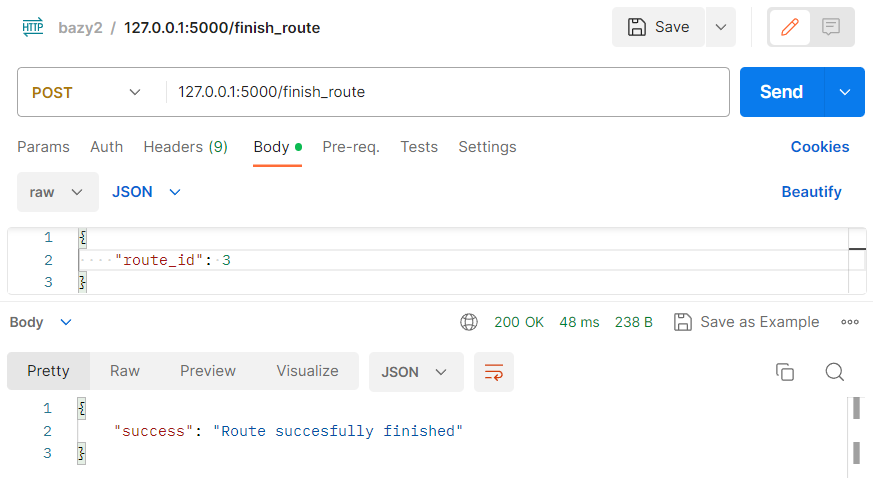 HTTP bazy2 / 127.0.0.1:5000/finish_route Save
POST 127.0.0.1:5000/finish_route Send
Params Auth Headers (9) Body Pre-req. Tests Settings Cookies
raw JSON Beautify
1 {
2 "route_id": 3
3 }
Body 200 OK 48 ms 238 B Save as Example
Pretty Raw Preview Visualize JSON
1 {
2 "success": "Route succesfully finished"
3 }